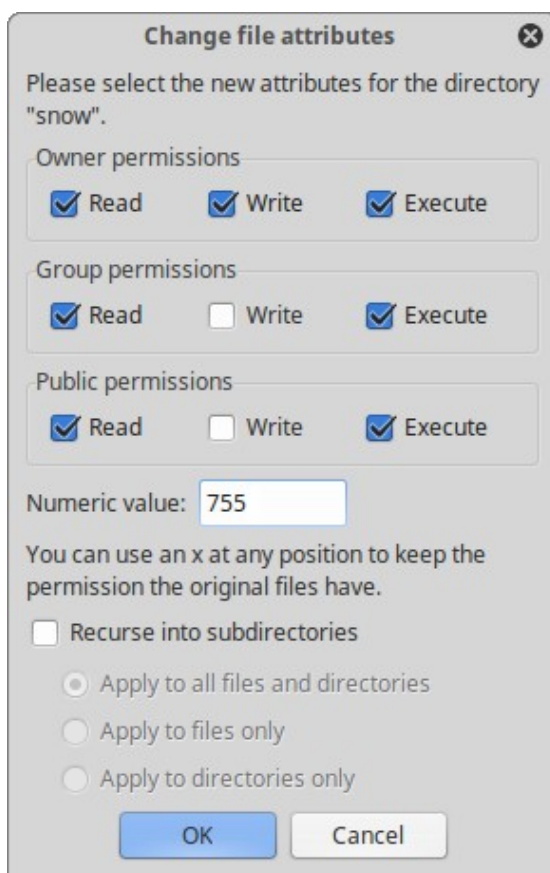 Change file attributes
Please select the new attributes for the directory
"snow".
Owner permissions
Read Write Execute
Group permissions
Read Write Execute
Public permissions
Read Write Execute
Numeric value: 755
You can use an x at any position to keep the
permission the original files have.
Recurse into subdirectories
Apply to all files and directories
Apply to files only
Apply to directories only
OK Cancel